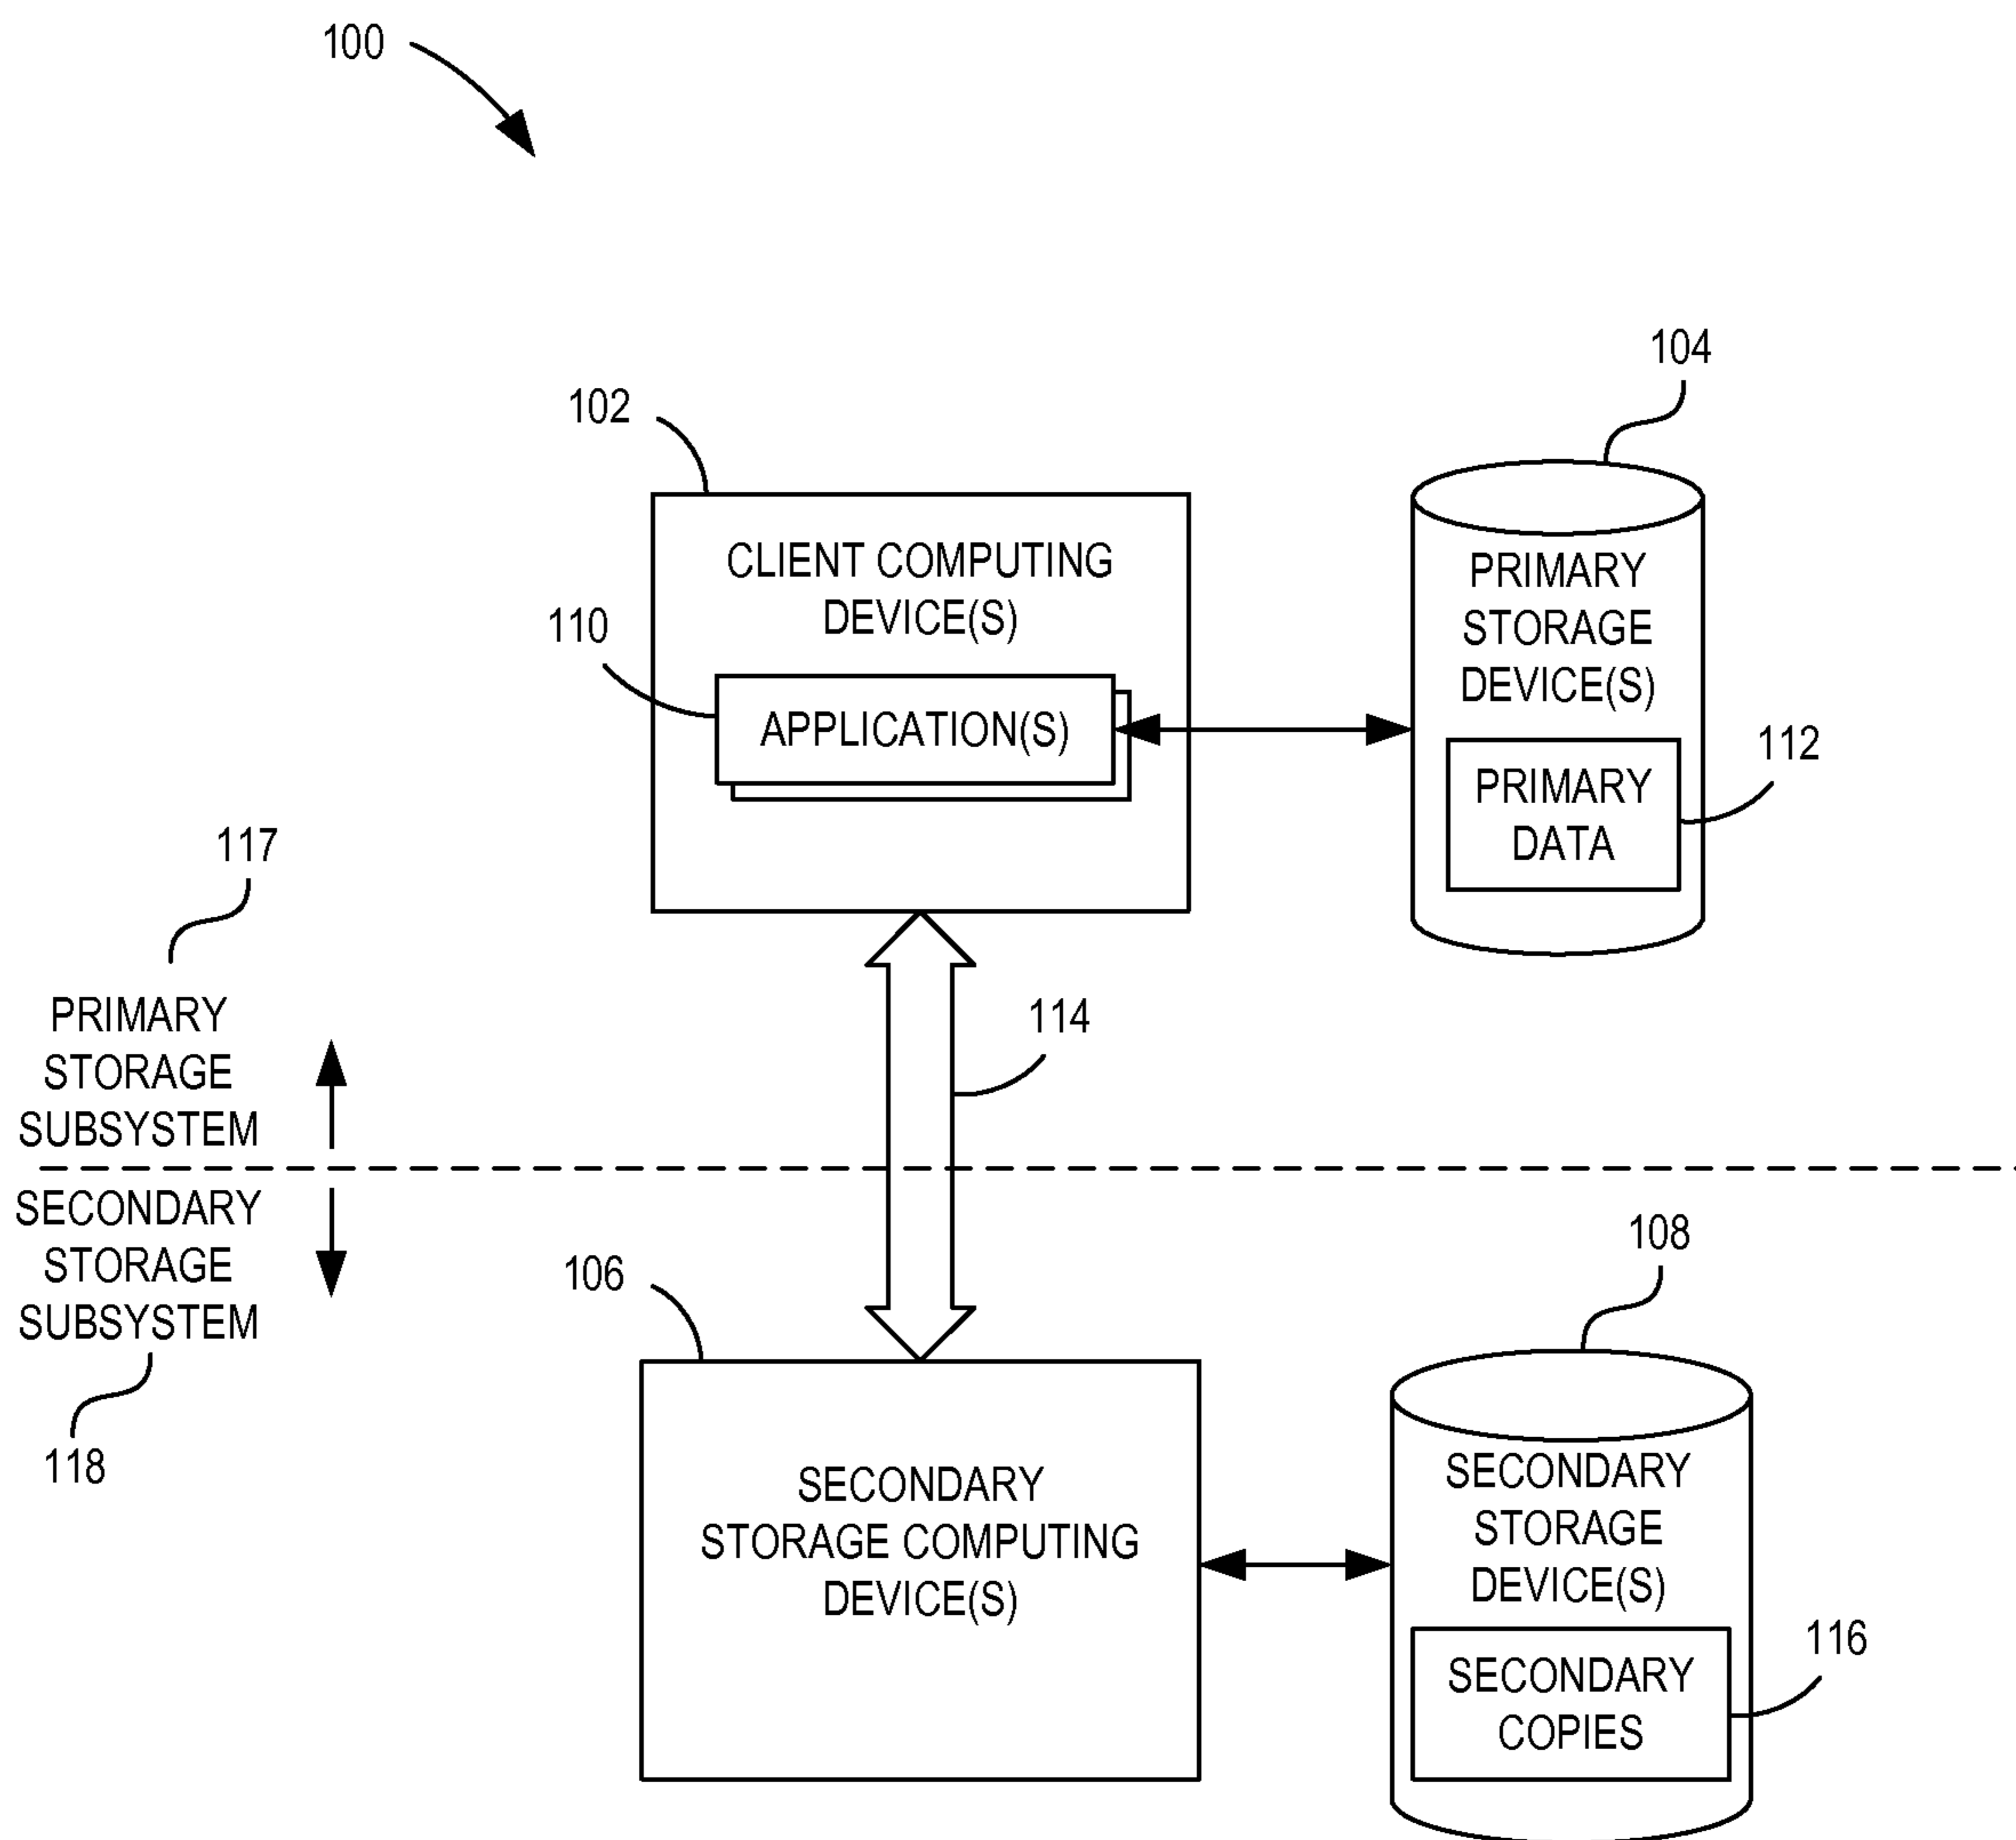 100
104
102
CLIENT COMPUTING
DEVICE(S)
PRIMARY
STORAGE
DEVICE(S)
110
APPLICATION(S)
112
PRIMARY
DATA
117
PRIMARY
STORAGE
SUBSYSTEM
114
SECONDARY
STORAGE
SUBSYSTEM
118
106
108
SECONDARY
STORAGE COMPUTING
DEVICE(S)
SECONDARY
STORAGE
DEVICE(S)
116
SECONDARY
COPIES